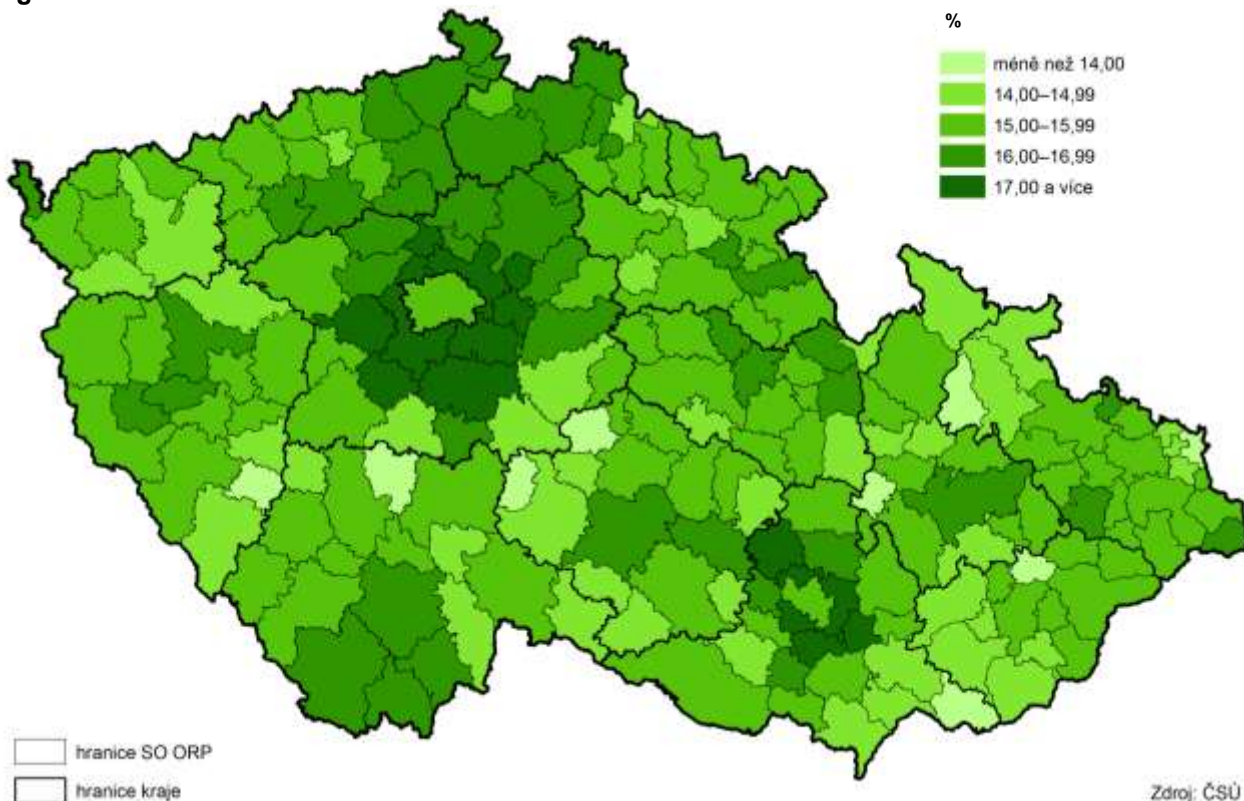 %
méně než 14,00
14,00–14,99
15,00–15,99
16,00–16,99
17,00 a více
hranice SO ORP
hranice kraje
Zdroj: ČSÚ